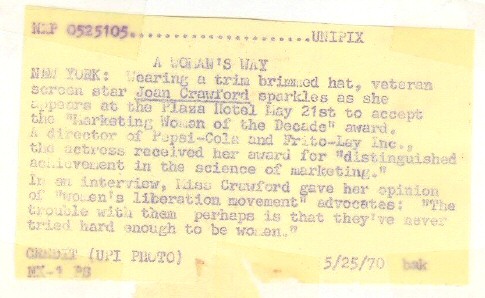 NXP 0525105.....................UNIPIX
A WOMAN'S WAY
NEW YORK: Wearing a trim brimmed hat, veteran
screen star Joan Crawford sparkles as she
appears at the Plaza Hotel May 21st to accept
the "Marketing Woman of the Decade" award.
A director of Pepsi-Cola and Frito-Lay Inc.,
the actress received her award for "distinguished
achievement in the science of marketing."
In an interview, Miss Crawford gave her opinion
of "women's liberation movement" advocates: "The
trouble with them perhaps is that they've never
tried hard enough to be women."
CREDIT (UPI PHOTO) 5/25/70 bak